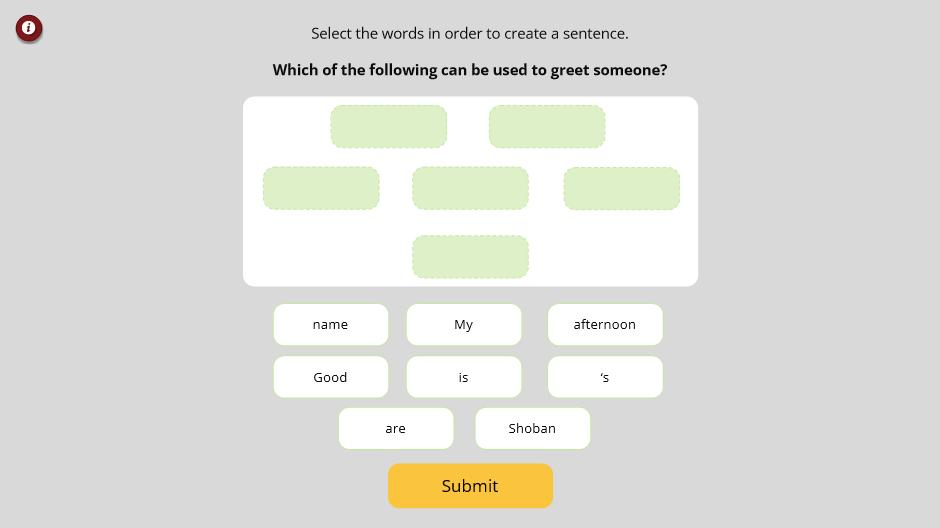 i
Select the words in order to create a sentence.
Which of the following can be used to greet someone?
name My afternoon
Good is ‘s
are Shoban
Submit